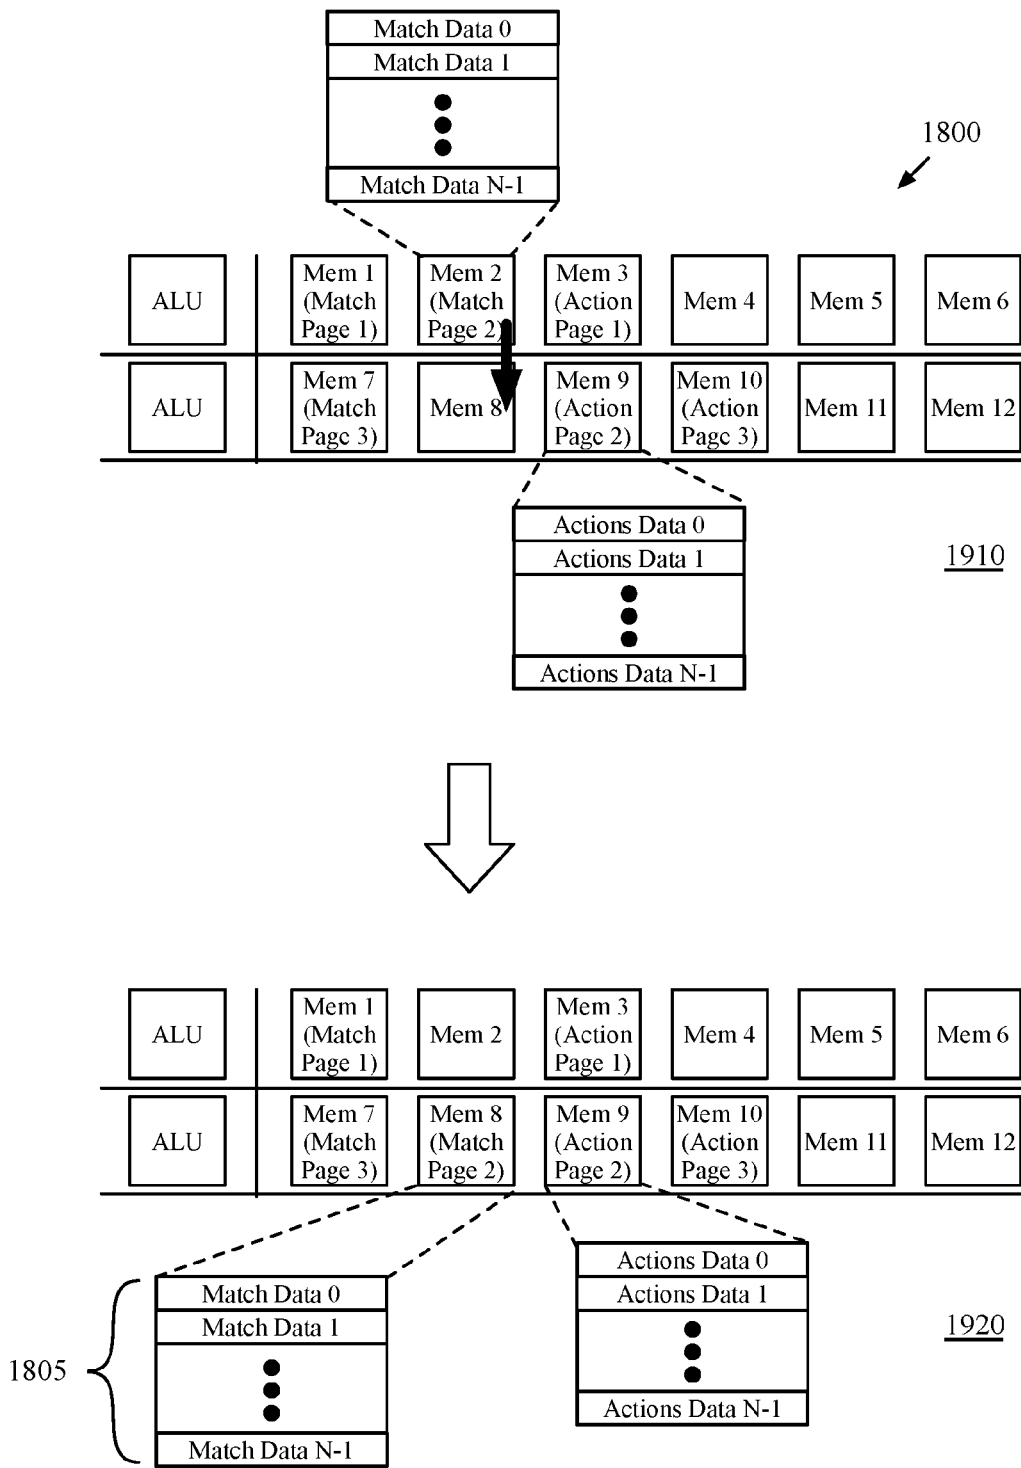 Match Data 0
Match Data 1
Match Data N-1
1800
ALU
Mem 1
(Match
Page 1)
Mem 2
(Match
Page 2)
Mem 3
(Action
Page 1)
Mem 4
Mem 5
Mem 6
ALU
Mem 7
(Match
Page 3)
Mem 8
Mem 9
(Action
Page 2)
Mem 10
(Action
Page 3)
Mem 11
Mem 12
Actions Data 0
Actions Data 1
Actions Data N-1
1910
ALU
Mem 1
(Match
Page 1)
Mem 2
Mem 3
(Action
Page 1)
Mem 4
Mem 5
Mem 6
ALU
Mem 7
(Match
Page 3)
Mem 8
(Match
Page 2)
Mem 9
(Action
Page 2)
Mem 10
(Action
Page 3)
Mem 11
Mem 12
1805
Match Data 0
Match Data 1
Match Data N-1
Actions Data 0
Actions Data 1
Actions Data N-1
1920